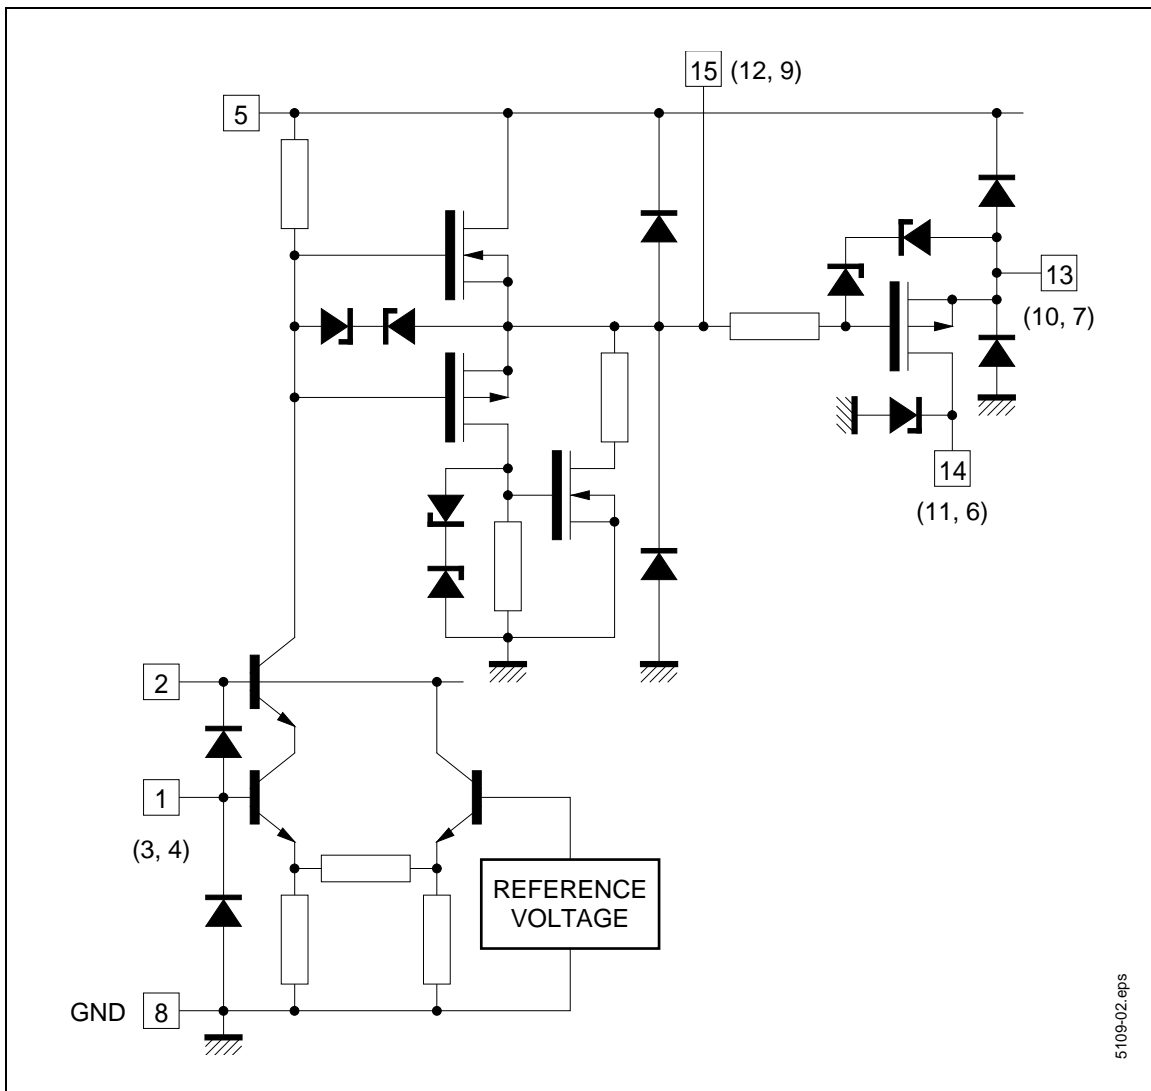 15 (12, 9)
5
13
(10, 7)
14
(11, 6)
2
1
(3, 4)
REFERENCE
VOLTAGE
GND 8
5109-02.eps